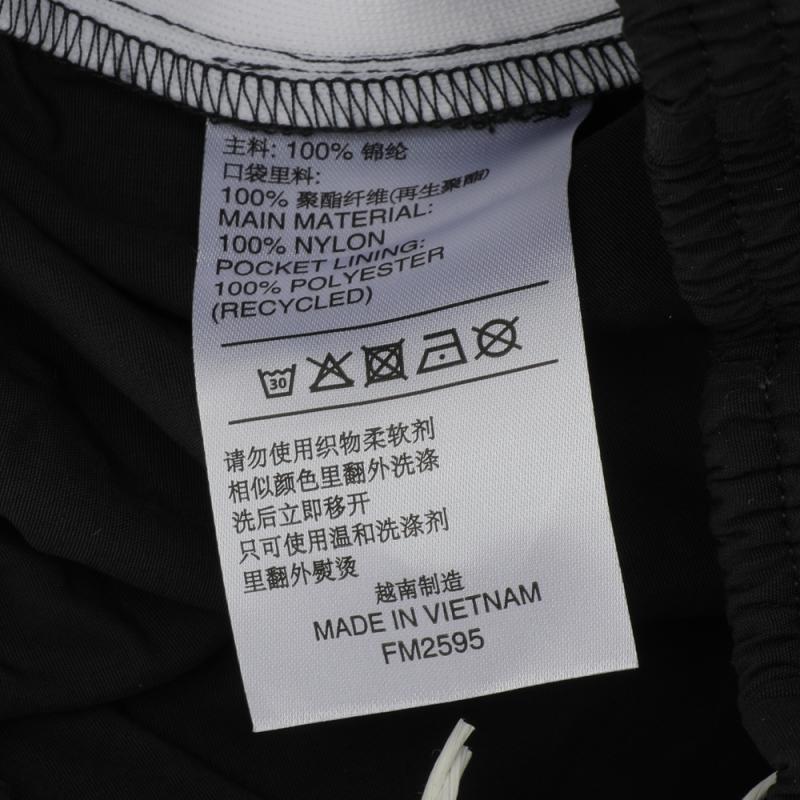 主料: 100% 锦纶
口袋里料:
100% 聚酯纤维(再生聚酯)
MAIN MATERIAL:
100% NYLON
POCKET LINING:
100% POLYESTER
(RECYCLED)
30
请勿使用织物柔软剂
相似颜色里翻外洗涤
洗后立即移开
只可使用温和洗涤剂
里翻外熨烫
越南制造
MADE IN VIETNAM
FM2595